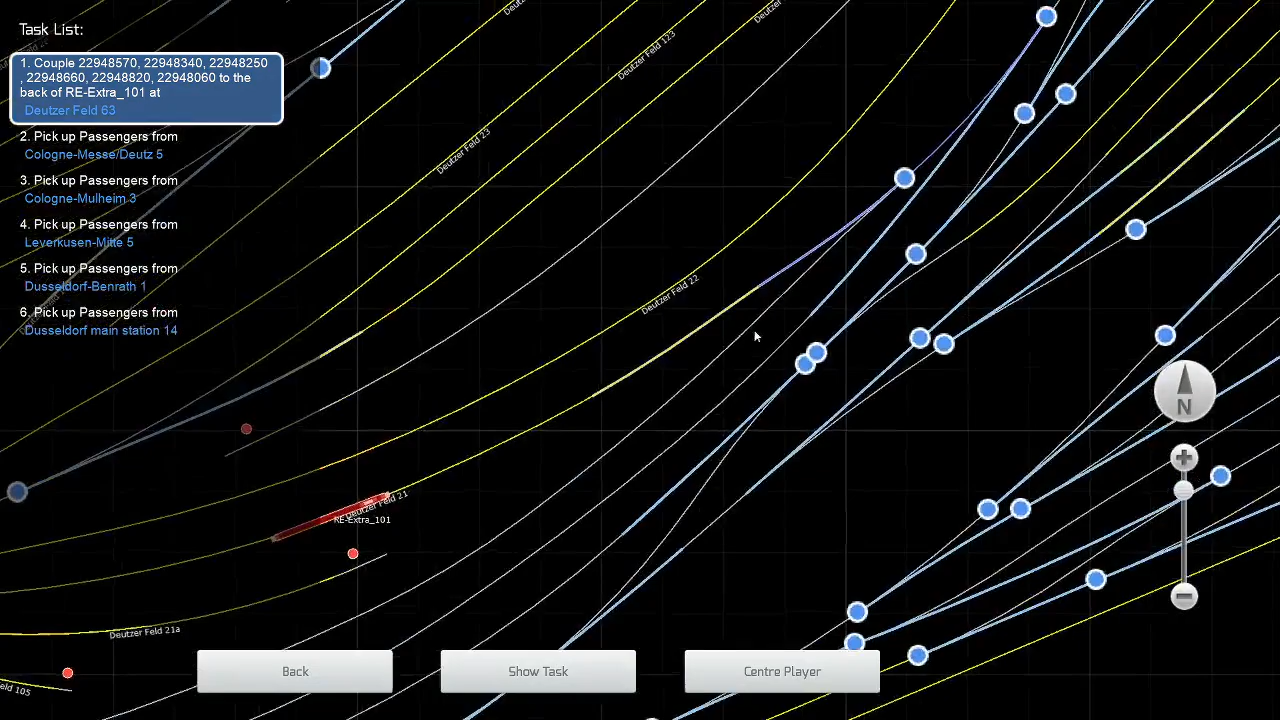 Task List:
1. Couple 22948570, 22948340, 22948250
, 22948660, 22948820, 22948060 to the
back of RE-Extra_101 at
Deutzer Feld 63
2. Pick up Passengers from
Cologne-Messe/Deutz 5
3. Pick up Passengers from
Cologne-Mulheim 3
4. Pick up Passengers from
Leverkusen-Mitte 5
5. Pick up Passengers from
Dusseldorf-Benrath 1
6. Pick up Passengers from
Dusseldorf main station 14
Deutzer Feld 123
Deutzer Feld 23
Deutzer Feld 22
Deutzer Feld 21
RE-Extra_101
Deutzer Feld 21a
eld 105
N
Back
Show Task
Centre Player